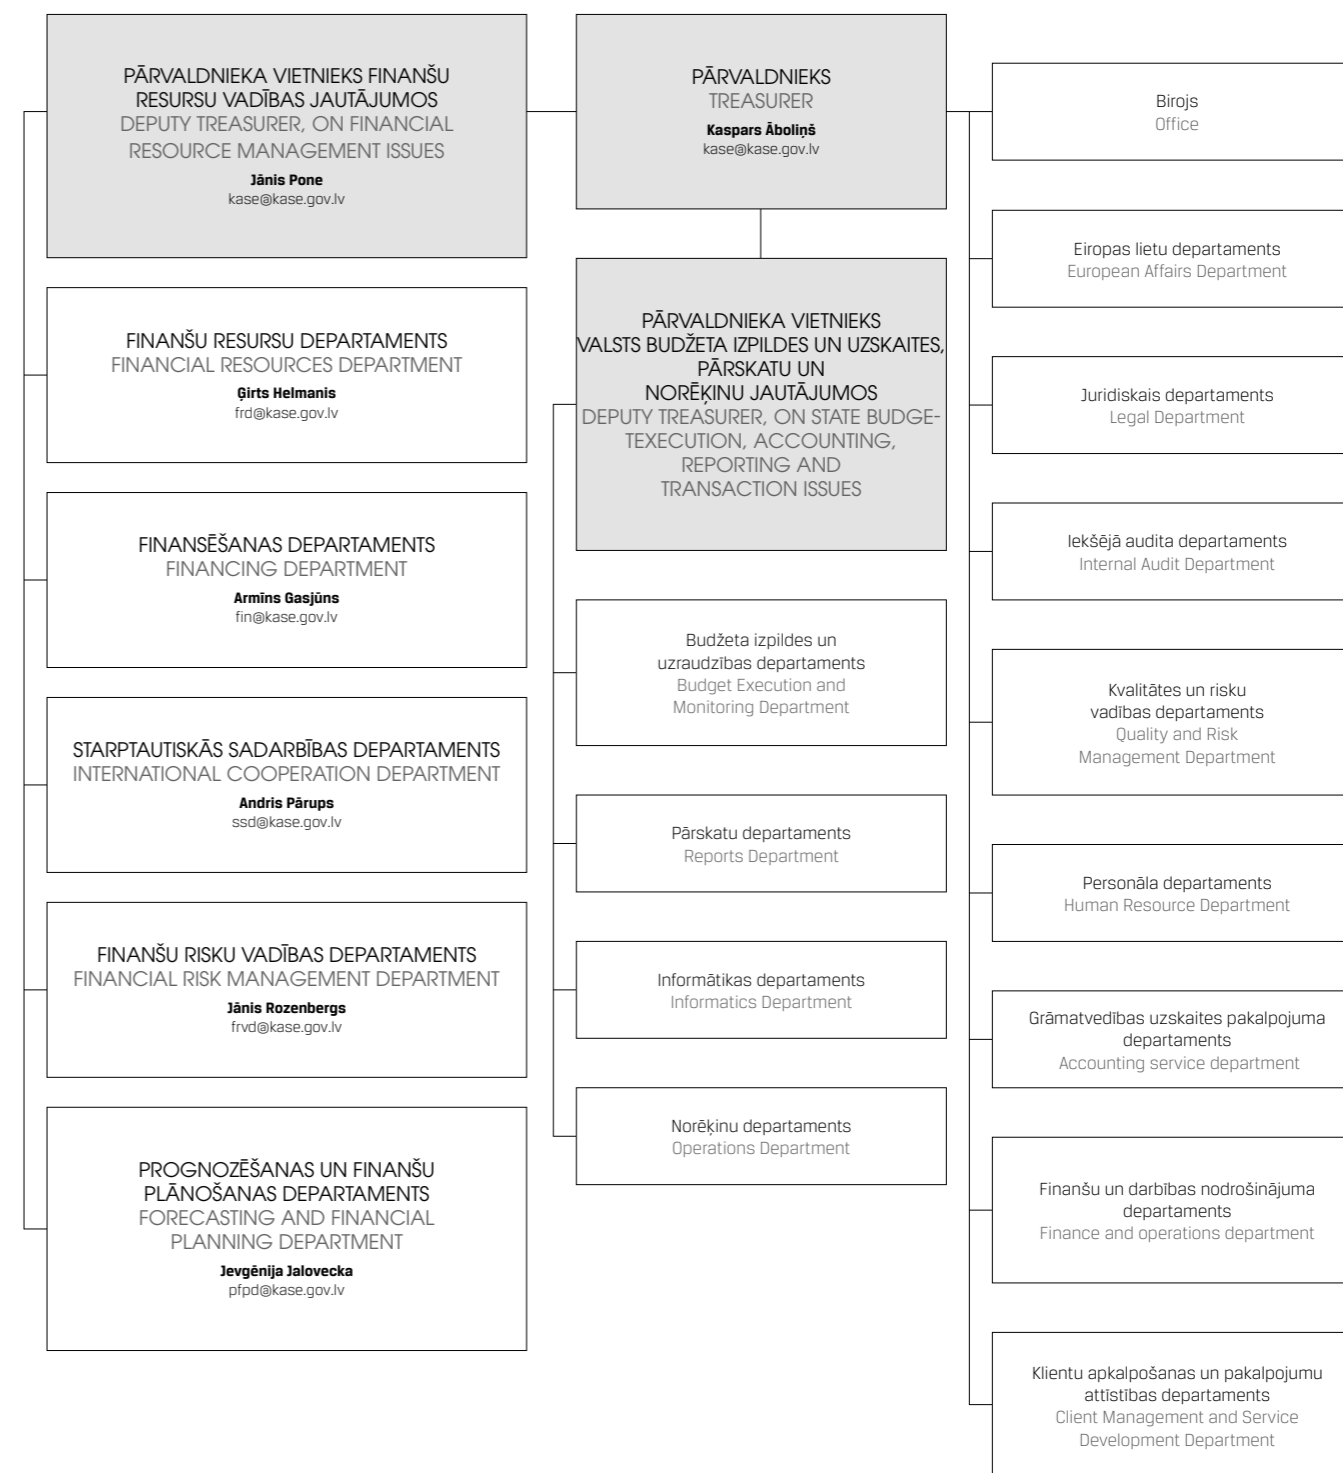 PĀRVALDNIEKA VIETNIEKS FINANŠU
RESURSU VADĪBAS JAUTĀJUMOS
DEPUTY TREASURER, ON FINANCIAL
RESOURCE MANAGEMENT ISSUES
Jānis Pone
kase@kase.gov.lv
FINANŠU RESURSU DEPARTAMENTS
FINANCIAL RESOURCES DEPARTMENT
Ģirts Helmanis
frd@kase.gov.lv
FINANSĒŠANAS DEPARTAMENTS
FINANCING DEPARTMENT
Armīns Gasjūns
fin@kase.gov.lv
STARPTAUTISKĀS SADARBĪBAS DEPARTAMENTS
INTERNATIONAL COOPERATION DEPARTMENT
Andris Pārups
ssd@kase.gov.lv
FINANŠU RISKU VADĪBAS DEPARTAMENTS
FINANCIAL RISK MANAGEMENT DEPARTMENT
Jānis Rozenbergs
frvd@kase.gov.lv
PROGNOZĒŠANAS UN FINANŠU
PLĀNOŠANAS DEPARTAMENTS
FORECASTING AND FINANCIAL
PLANNING DEPARTMENT
Jevgēnija Jalovecka
pfpd@kase.gov.lv
PĀRVALDNIEKS
TREASURER
Kaspars Āboliņš
kase@kase.gov.lv
PĀRVALDNIEKA VIETNIEKS
VALSTS BUDŽETA IZPILDES UN UZSKAITES,
PĀRSKATU UN
NORĒĶINU JAUTĀJUMOS
DEPUTY TREASURER, ON STATE BUDGE-
TEXECUTION, ACCOUNTING,
REPORTING AND
TRANSACTION ISSUES
Budžeta izpildes un
uzraudzības departaments
Budget Execution and
Monitoring Department
Pārskatu departaments
Reports Department
Informātikas departaments
Informatics Department
Norēķinu departaments
Operations Department
Birojs
Office
Eiropas lietu departaments
European Affairs Department
Juridiskais departaments
Legal Department
Iekšējā audita departaments
Internal Audit Department
Kvalitātes un risku
vadības departaments
Quality and Risk
Management Department
Personāla departaments
Human Resource Department
Grāmatvedības uzskaites pakalpojuma
departaments
Accounting service department
Finanšu un darbības nodrošinājuma
departaments
Finance and operations department
Klientu apkalpošanas un pakalpojumu
attīstības departaments
Client Management and Service
Development Department